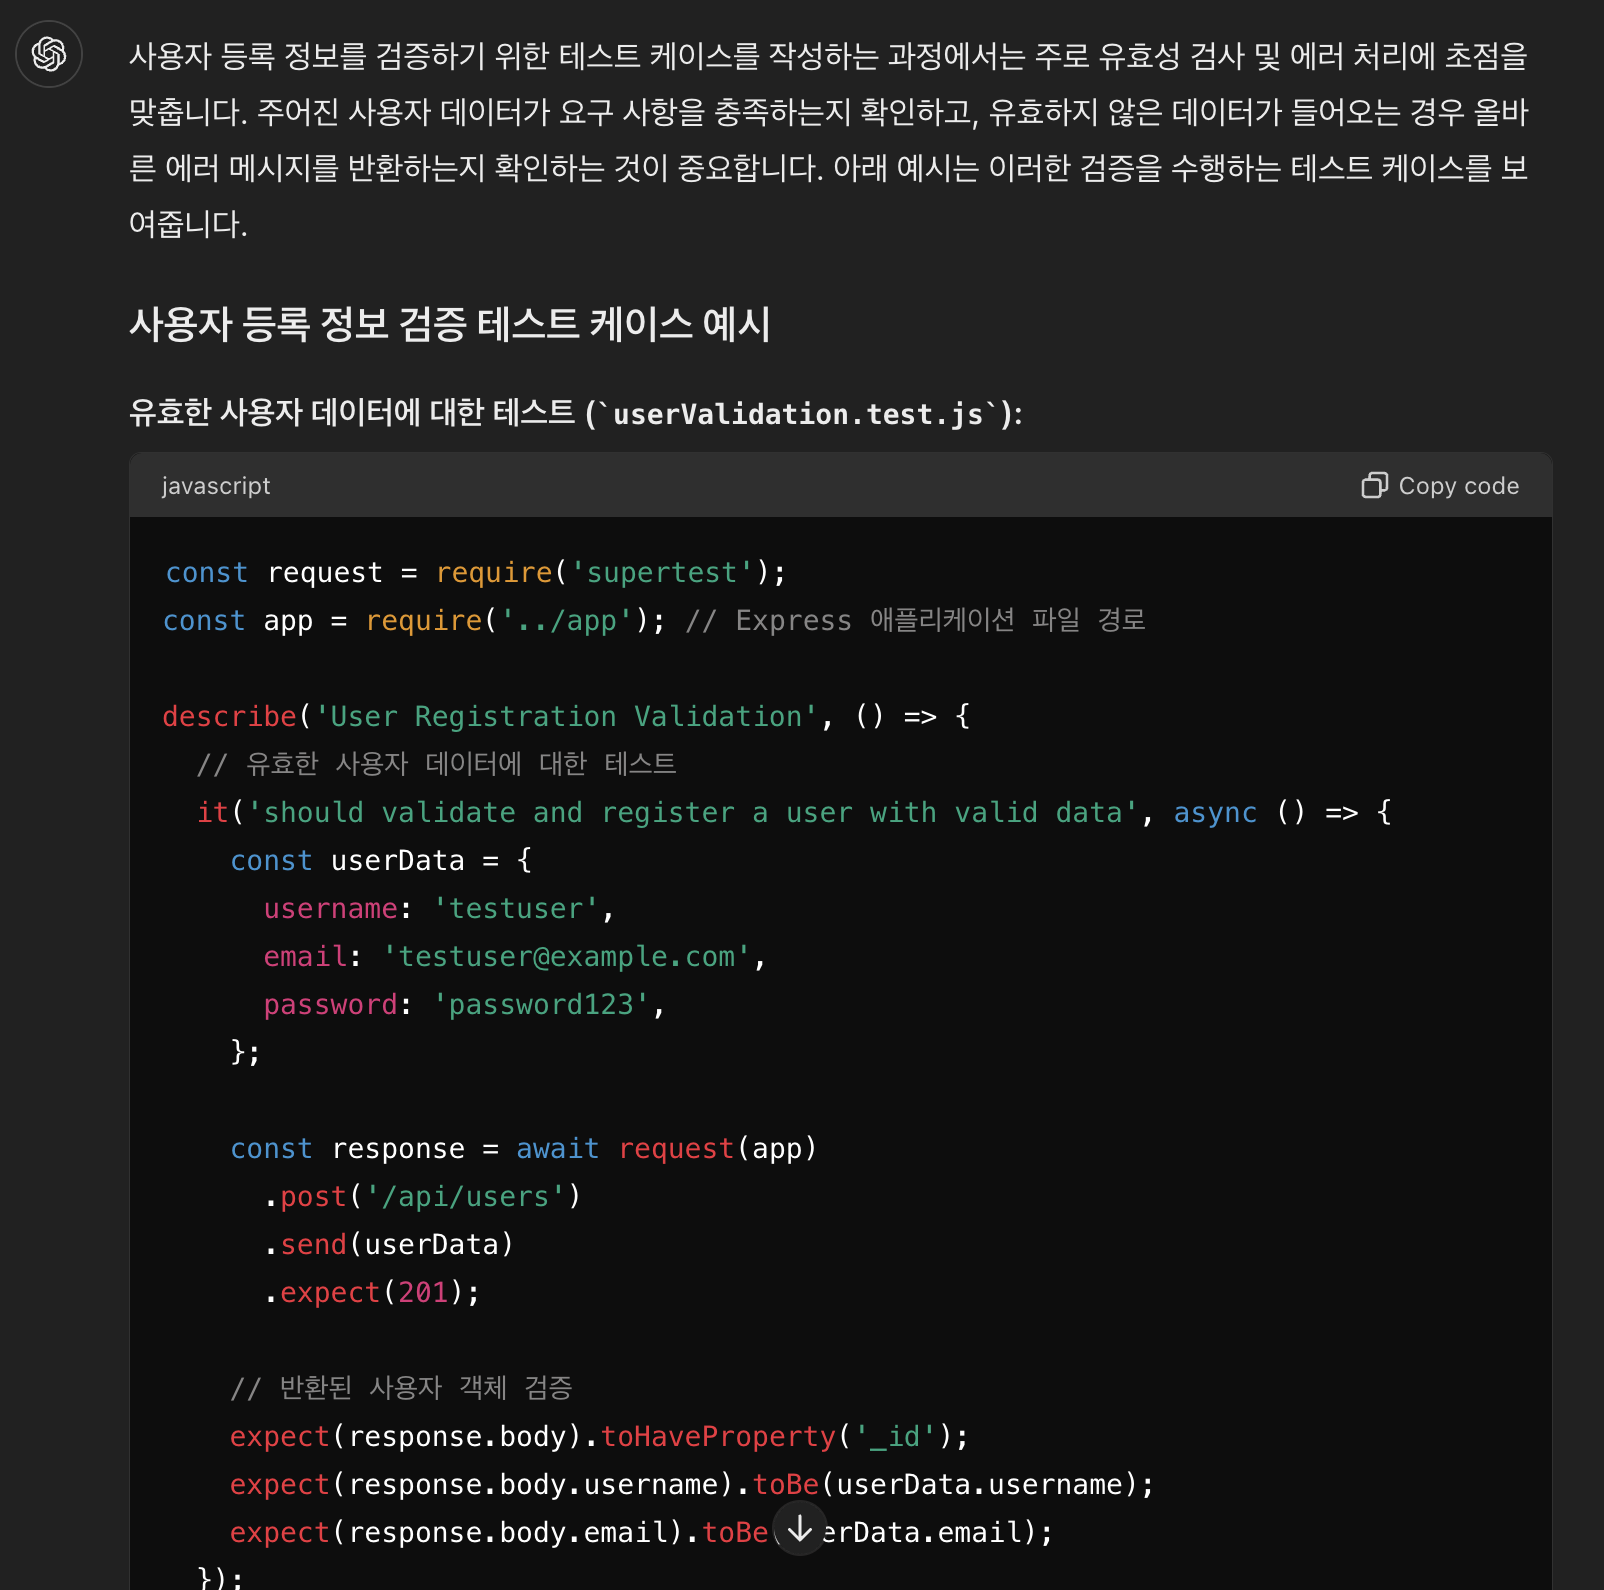 사용자 등록 정보를 검증하기 위한 테스트 케이스를 작성하는 과정에서는 주로 유효성 검사 및 에러 처리에 초점을
맞춥니다. 주어진 사용자 데이터가 요구 사항을 충족하는지 확인하고, 유효하지 않은 데이터가 들어오는 경우 올바
른 에러 메시지를 반환하는지 확인하는 것이 중요합니다. 아래 예시는 이러한 검증을 수행하는 테스트 케이스를 보
여줍니다.
사용자 등록 정보 검증 테스트 케이스 예시
유효한 사용자 데이터에 대한 테스트 (`userValidation.test.js`):
javascript Copy code
const request = require('supertest');
const app = require('../app'); // Express 애플리케이션 파일 경로
describe('User Registration Validation', () => {
  // 유효한 사용자 데이터에 대한 테스트
  it('should validate and register a user with valid data', async () => {
    const userData = {
      username: 'testuser',
      email: 'testuser@example.com',
      password: 'password123',
    };
    const response = await request(app)
      .post('/api/users')
      .send(userData)
      .expect(201);
    // 반환된 사용자 객체 검증
    expect(response.body).toHaveProperty('_id');
    expect(response.body.username).toBe(userData.username);
    expect(response.body.email).toBe( erData.email);
  });